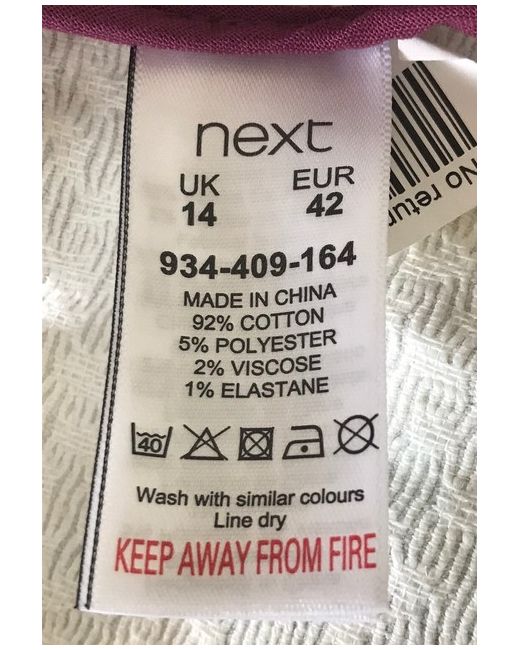 next
UK EUR
14 42
934-409-164
MADE IN CHINA
92% COTTON
5% POLYESTER
2% VISCOSE
1% ELASTANE
40
Wash with similar colours
Line dry
KEEP AWAY FROM FIRE
No retur